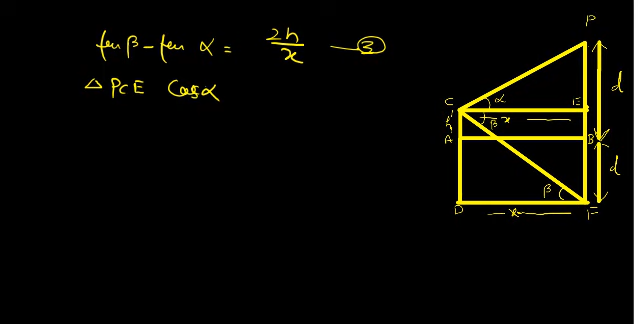 tan β - tan α = 2h/x — ③
△ PCE Cos α
P
d
C α E
h β x
A B
d
β
D x F